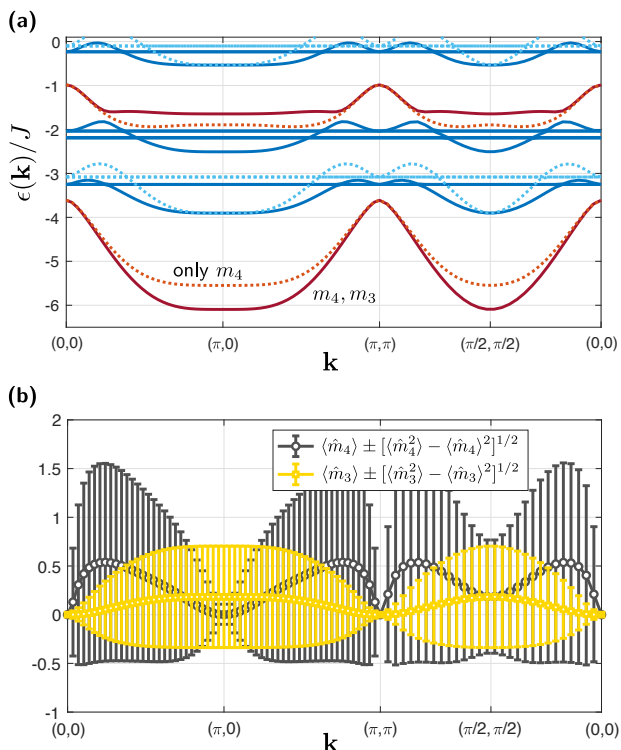 (a)
0
-1
-2
-3
-4
-5
-6
ϵ(k)/J
only m₄
m₄, m₃
(0,0) (π,0) (π,π) (π/2,π/2) (0,0)
k
(b)
2
1.5
1
0.5
0
-0.5
-1
⟨m̂₄⟩ ± [⟨m̂₄²⟩ − ⟨m̂₄⟩²]^{1/2}
⟨m̂₃⟩ ± [⟨m̂₃²⟩ − ⟨m̂₃⟩²]^{1/2}
(0,0) (π,0) (π,π) (π/2,π/2) (0,0)
k